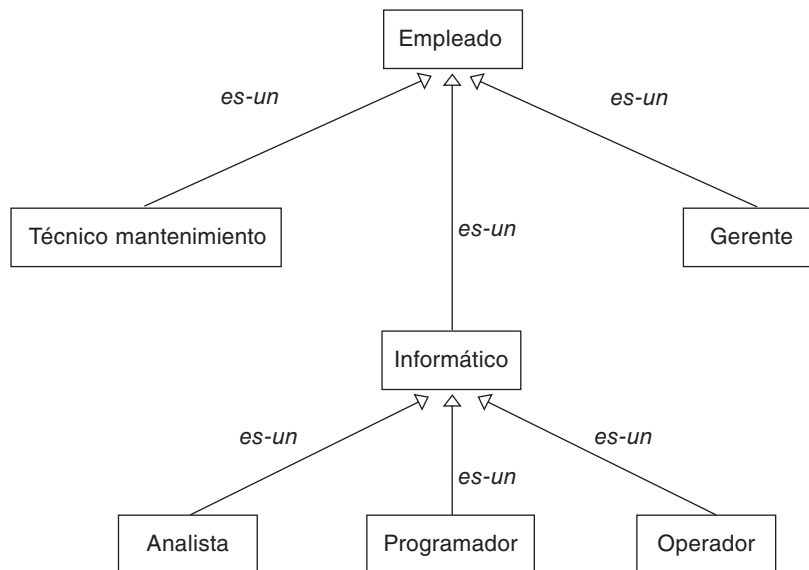 Empleado
es-un
es-un
Técnico mantenimiento
es-un
Gerente
Informático
es-un
es-un
es-un
Analista
Programador
Operador